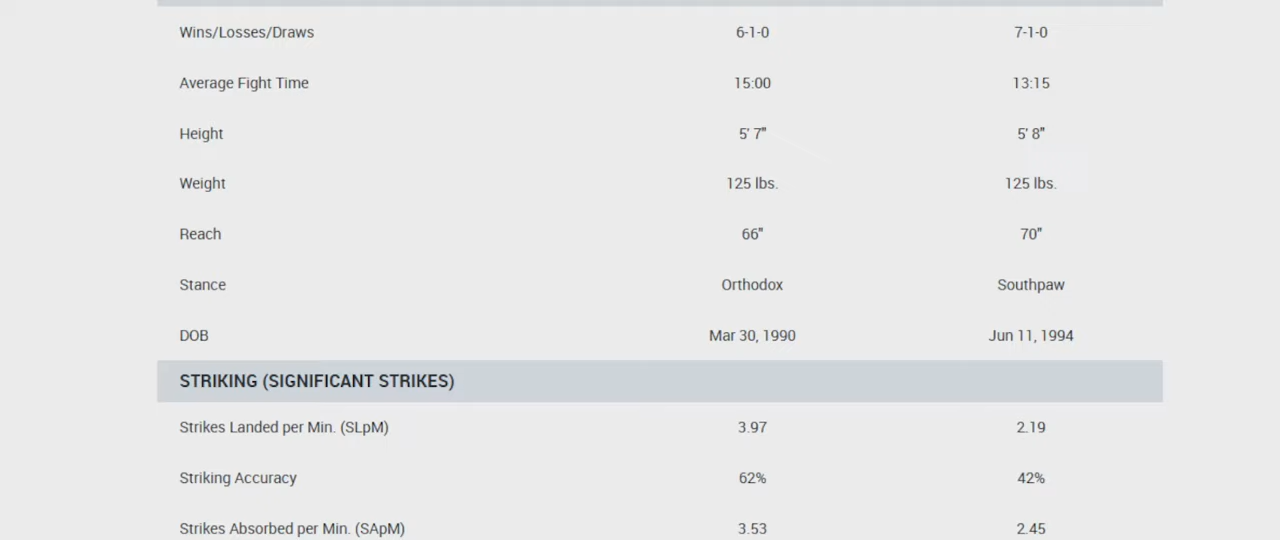 Wins/Losses/Draws 6-1-0 7-1-0
Average Fight Time 15:00 13:15
Height 5' 7" 5' 8"
Weight 125 lbs. 125 lbs.
Reach 66" 70"
Stance Orthodox Southpaw
DOB Mar 30, 1990 Jun 11, 1994
STRIKING (SIGNIFICANT STRIKES)
Strikes Landed per Min. (SLpM) 3.97 2.19
Striking Accuracy 62% 42%
Strikes Absorbed per Min. (SApM) 3.53 2.45